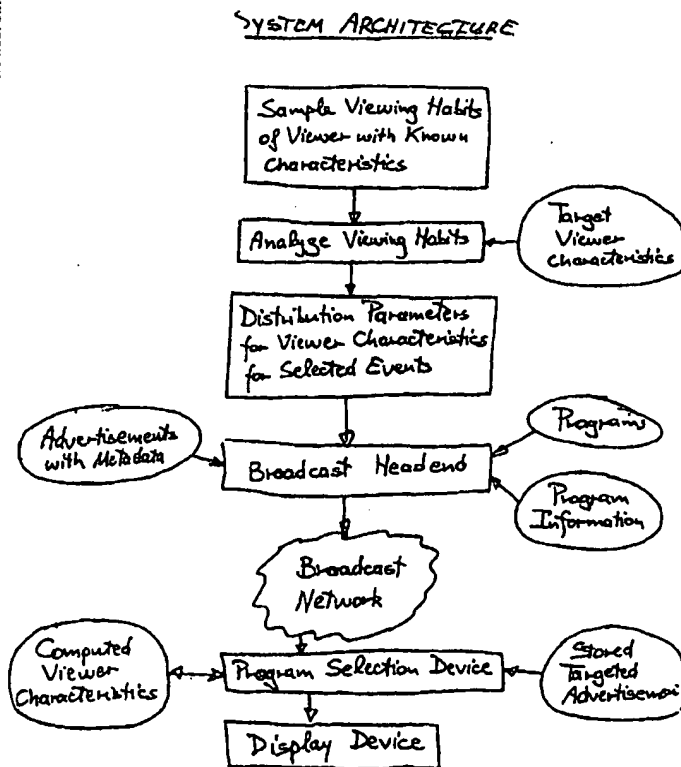 SYSTEM ARCHITECTURE
Sample Viewing Habits
of Viewer with Known
Characteristics
Analyze Viewing Habits
Target
Viewer
Characteristics
Distribution Parameters
for Viewer Characteristics
for Selected Events
Advertisements
with Metadata
Broadcast Headend
Programs
Program
Information
Broadcast
Network
Computed
Viewer
Characteristics
Program Selection Device
Stored
Targeted
Display Device